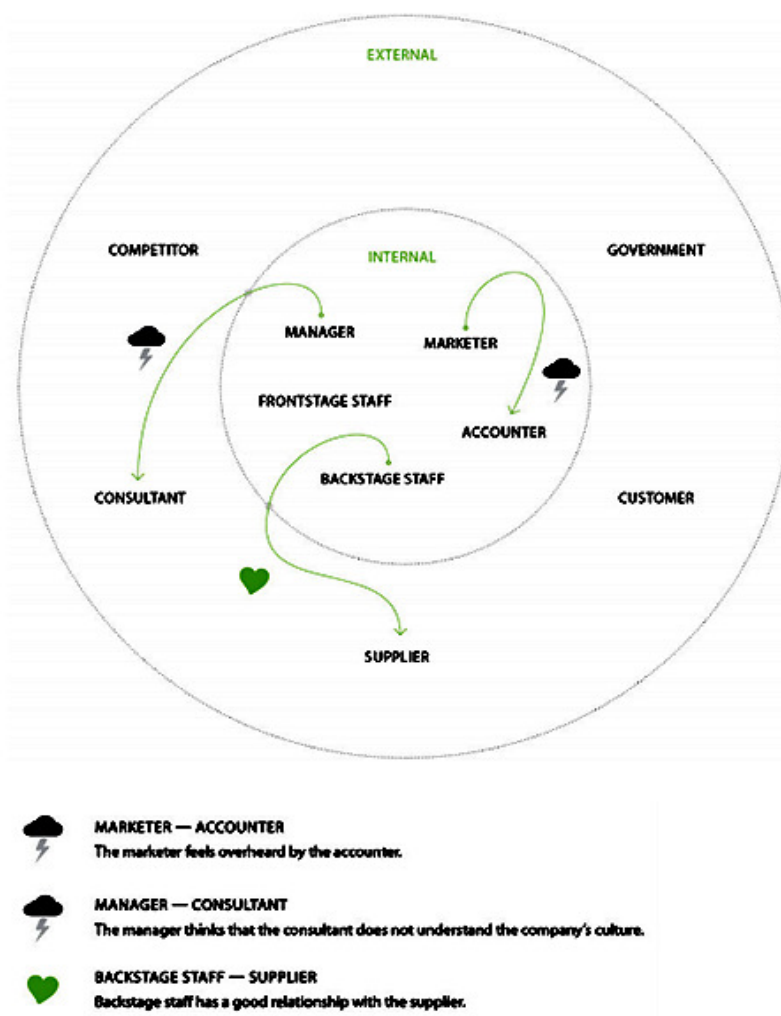 EXTERNAL
COMPETITOR
GOVERNMENT
INTERNAL
MANAGER
MARKETER
FRONTSTAGE STAFF
ACCOUNTER
BACKSTAGE STAFF
CONSULTANT
CUSTOMER
SUPPLIER
MARKETER — ACCOUNTER
The marketer feels overheard by the accounter.
MANAGER — CONSULTANT
The manager thinks that the consultant does not understand the company's culture.
BACKSTAGE STAFF — SUPPLIER
Backstage staff has a good relationship with the supplier.